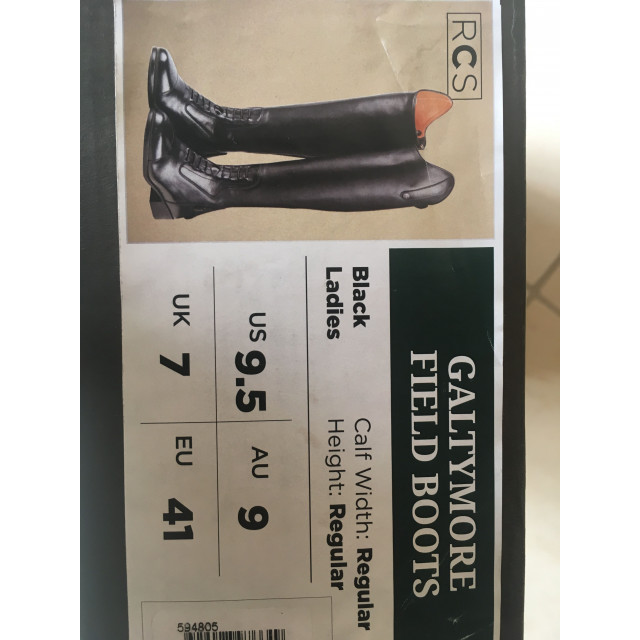 RCS
GALTYMORE
FIELD BOOTS
Black
Ladies
Calf Width: Regular
Height: Regular
US 9.5
AU 9
UK 7
EU 41
594805